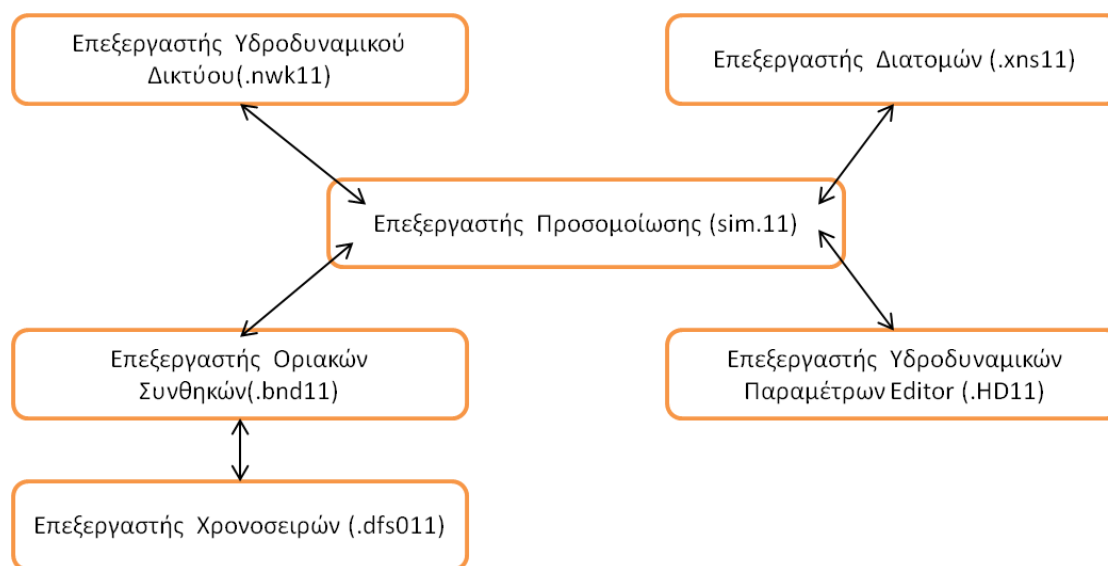 Επεξεργαστής Υδροδυναμικού
Δικτύου(.nwk11)
Επεξεργαστής Διατομών (.xns11)
Επεξεργαστής Προσομοίωσης (sim.11)
Επεξεργαστής Οριακών
Συνθηκών(.bnd11)
Επεξεργαστής Υδροδυναμικών
Παραμέτρων Editor (.HD11)
Επεξεργαστής Χρονοσειρών (.dfs011)